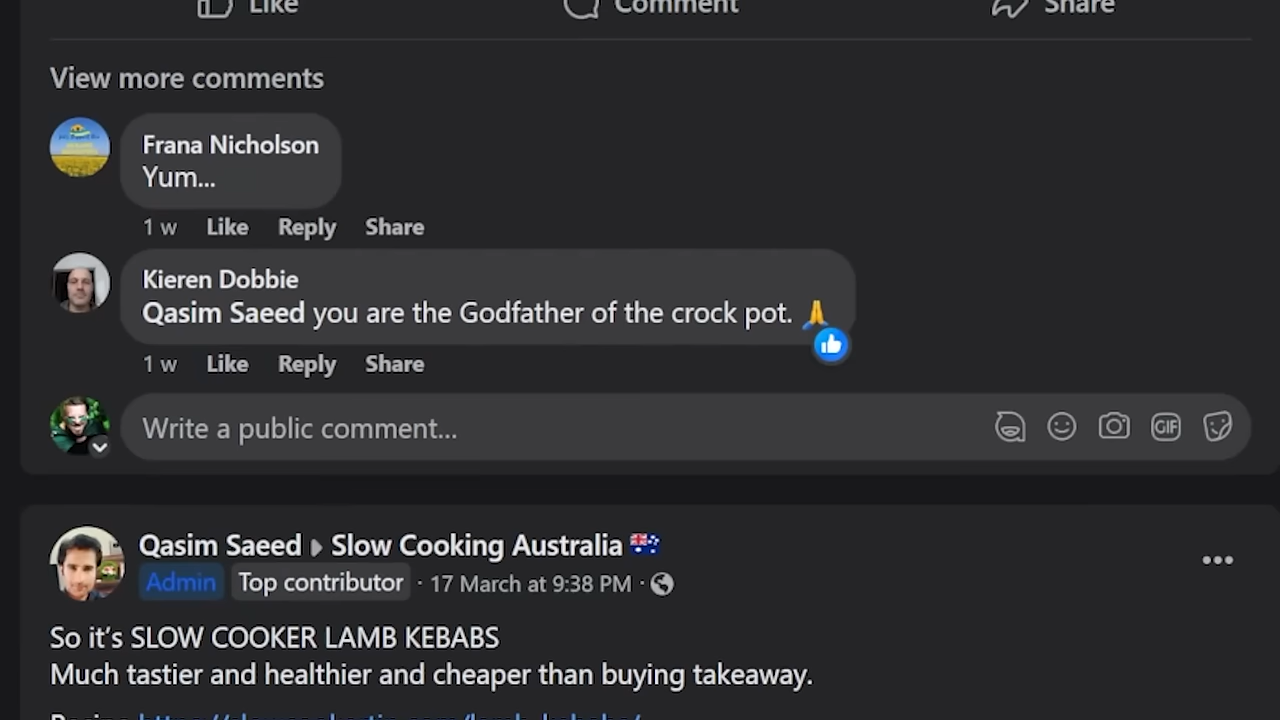 Like Comment Share
View more comments
Frana Nicholson
Yum...
1 w Like Reply Share
Kieren Dobbie
Qasim Saeed you are the Godfather of the crock pot. 🙏
1 w Like Reply Share
Write a public comment... GIF
Qasim Saeed Slow Cooking Australia 🇦🇺
Admin Top contributor · 17 March at 9:38 PM ·
So it's SLOW COOKER LAMB KEBABS
Much tastier and healthier and cheaper than buying takeaway.